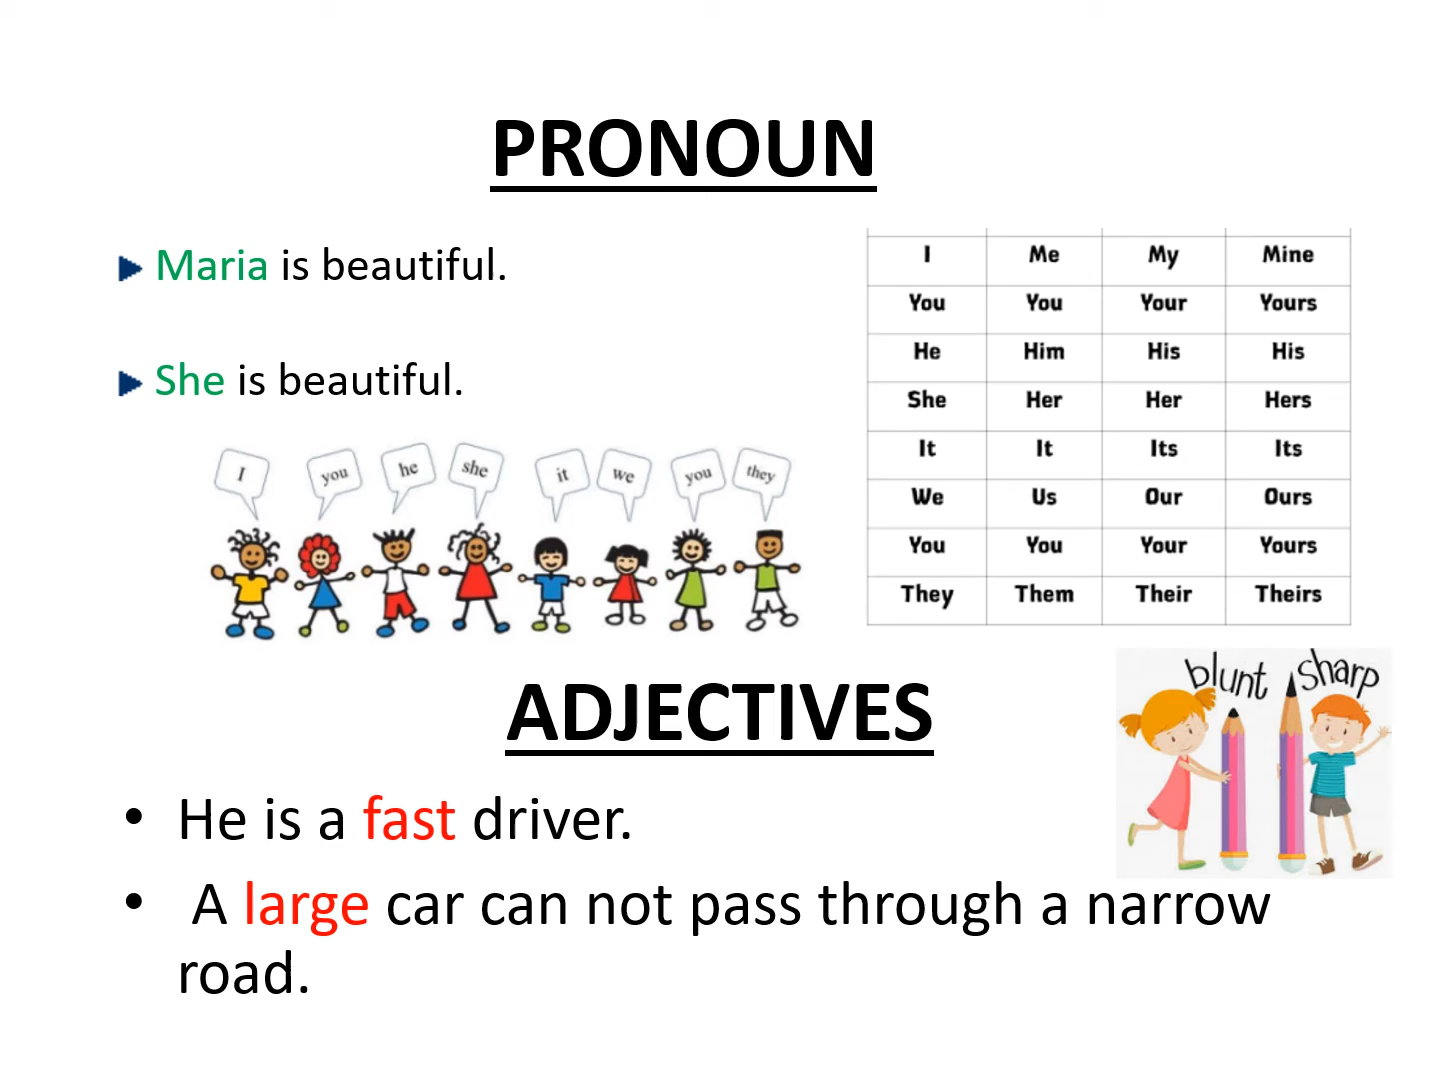 PRONOUN
Maria is beautiful.
She is beautiful.
I Me My Mine
You You Your Yours
He Him His His
She Her Her Hers
It It Its Its
We Us Our Ours
You You Your Yours
They Them Their Theirs
I you he she it we you they
ADJECTIVES
blunt sharp
• He is a fast driver.
• A large car can not pass through a narrow
road.